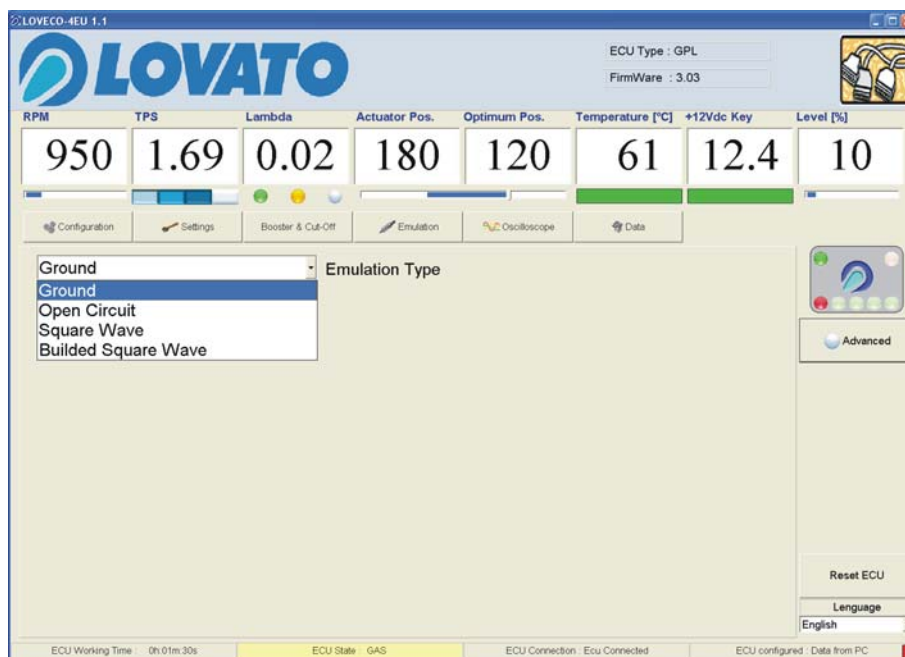 LOVECO-4EU 1.1
LOVATO
ECU Type : GPL
FirmWare : 3.03
RPM TPS Lambda Actuator Pos. Optimum Pos. Temperature [°C] +12Vdc Key Level [%]
950 1.69 0.02 180 120 61 12.4 10
Configuration Settings Booster & Cut-Off Emulation Oscilloscope Data
Ground Emulation Type
Ground
Open Circuit
Square Wave
Builded Square Wave
Advanced
Reset ECU
Lenguage
English
ECU Working Time : 0h:01m:30s ECU State : GAS ECU Connection : Ecu Connected ECU configured : Data from PC